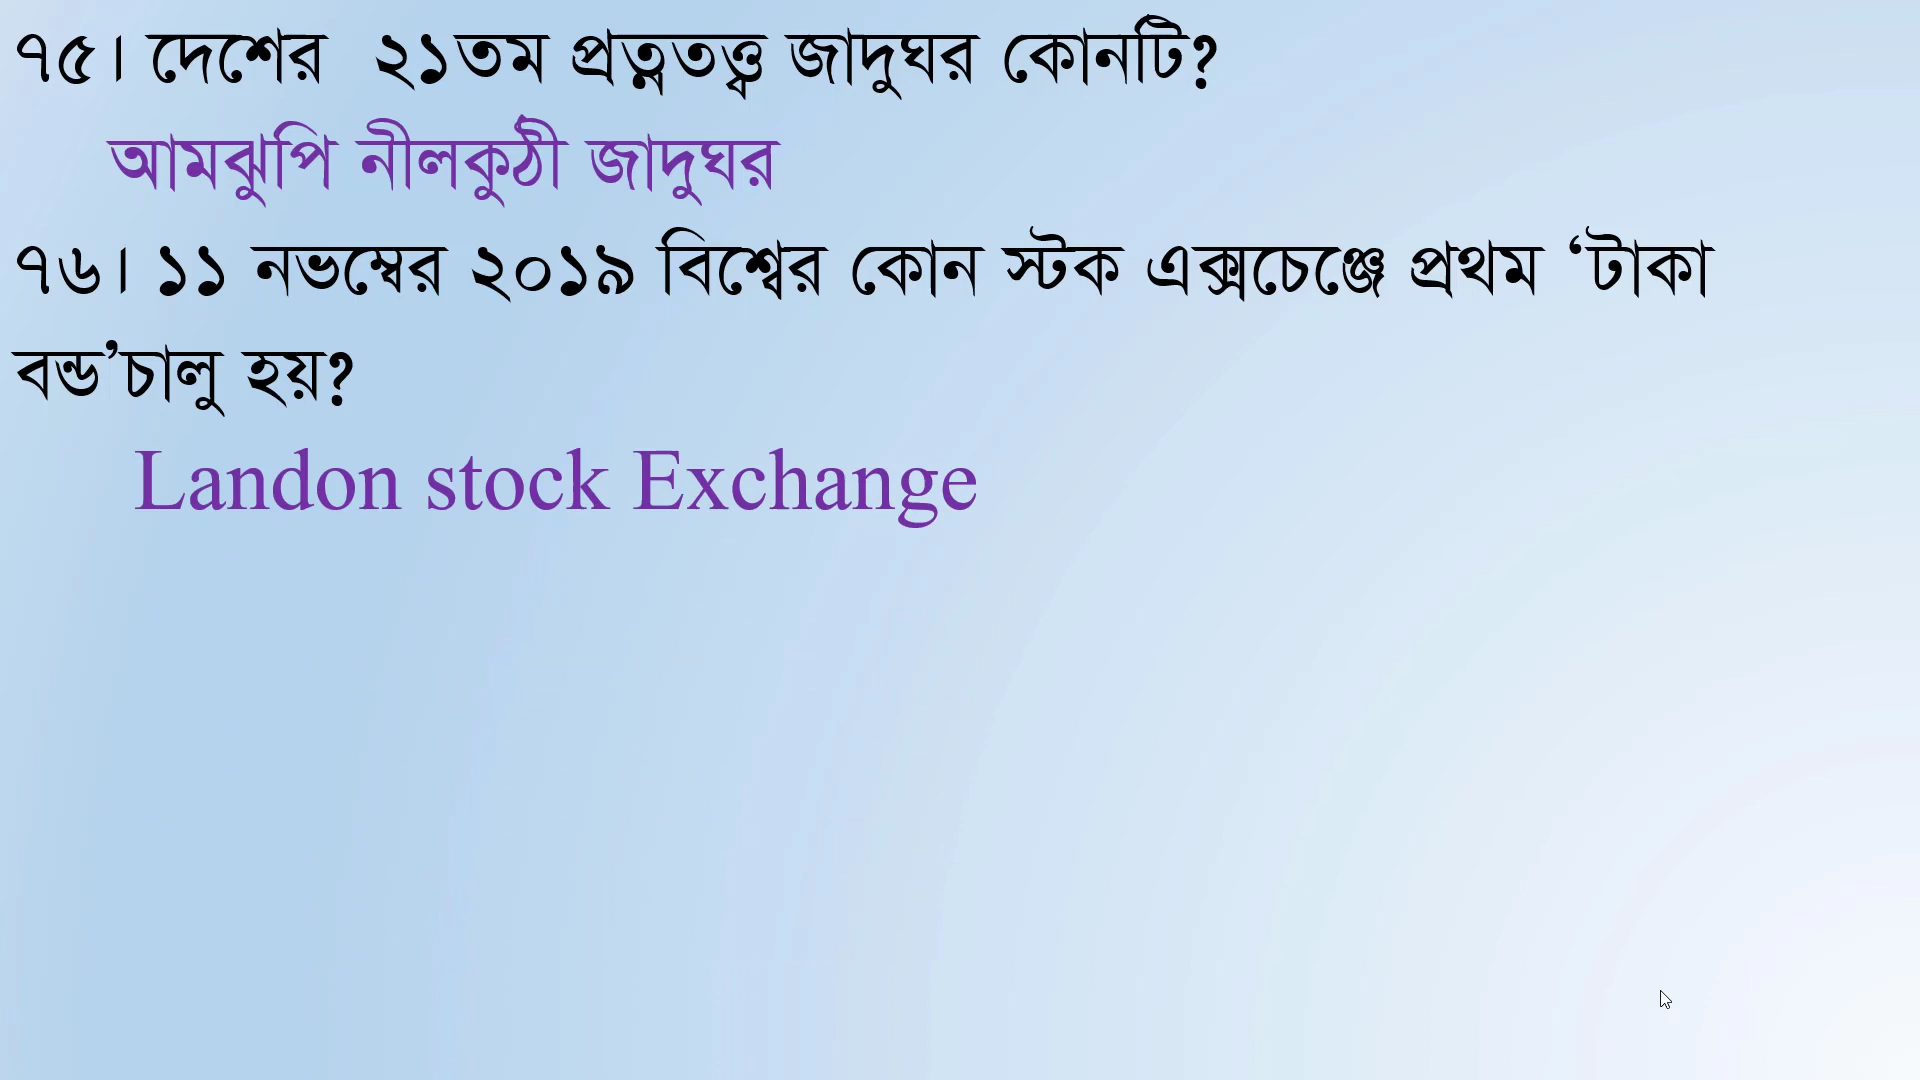 ৭৫। দেশের ২১তম প্রত্নতত্ত্ব জাদুঘর কোনটি?
আমঝুপি নীলকুঠী জাদুঘর
৭৬। ১১ নভম্বের ২০১৯ বিশ্বের কোন স্টক এক্সচেঞ্জে প্রথম ‘টাকা
বন্ড’চালু হয়?
Landon stock Exchange